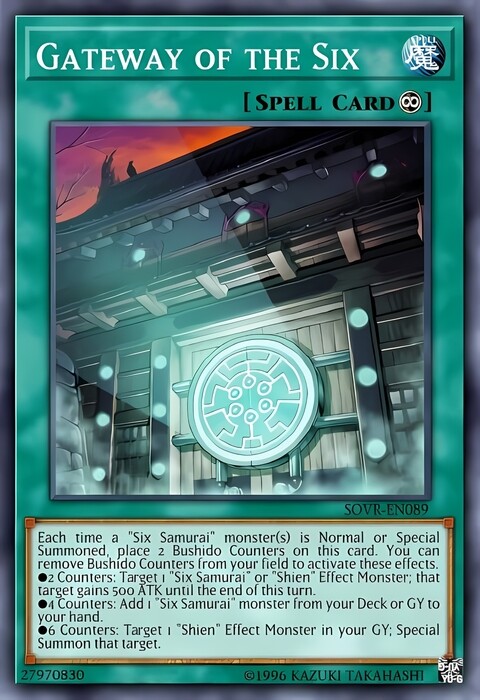 GATEWAY OF THE SIX
魔
[SPELL CARD∞]
SOVR-EN089
Each time a "Six Samurai" monster(s) is Normal or Special
Summoned, place 2 Bushido Counters on this card. You can
remove Bushido Counters from your field to activate these effects.
●2 Counters: Target 1 "Six Samurai" or "Shien" Effect Monster; that
target gains 500 ATK until the end of this turn.
●4 Counters: Add 1 "Six Samurai" monster from your Deck or GY to
your hand.
●6 Counters: Target 1 "Shien" Effect Monster in your GY; Special
Summon that target.
27970830
©1996 KAZUKI TAKAHASHI